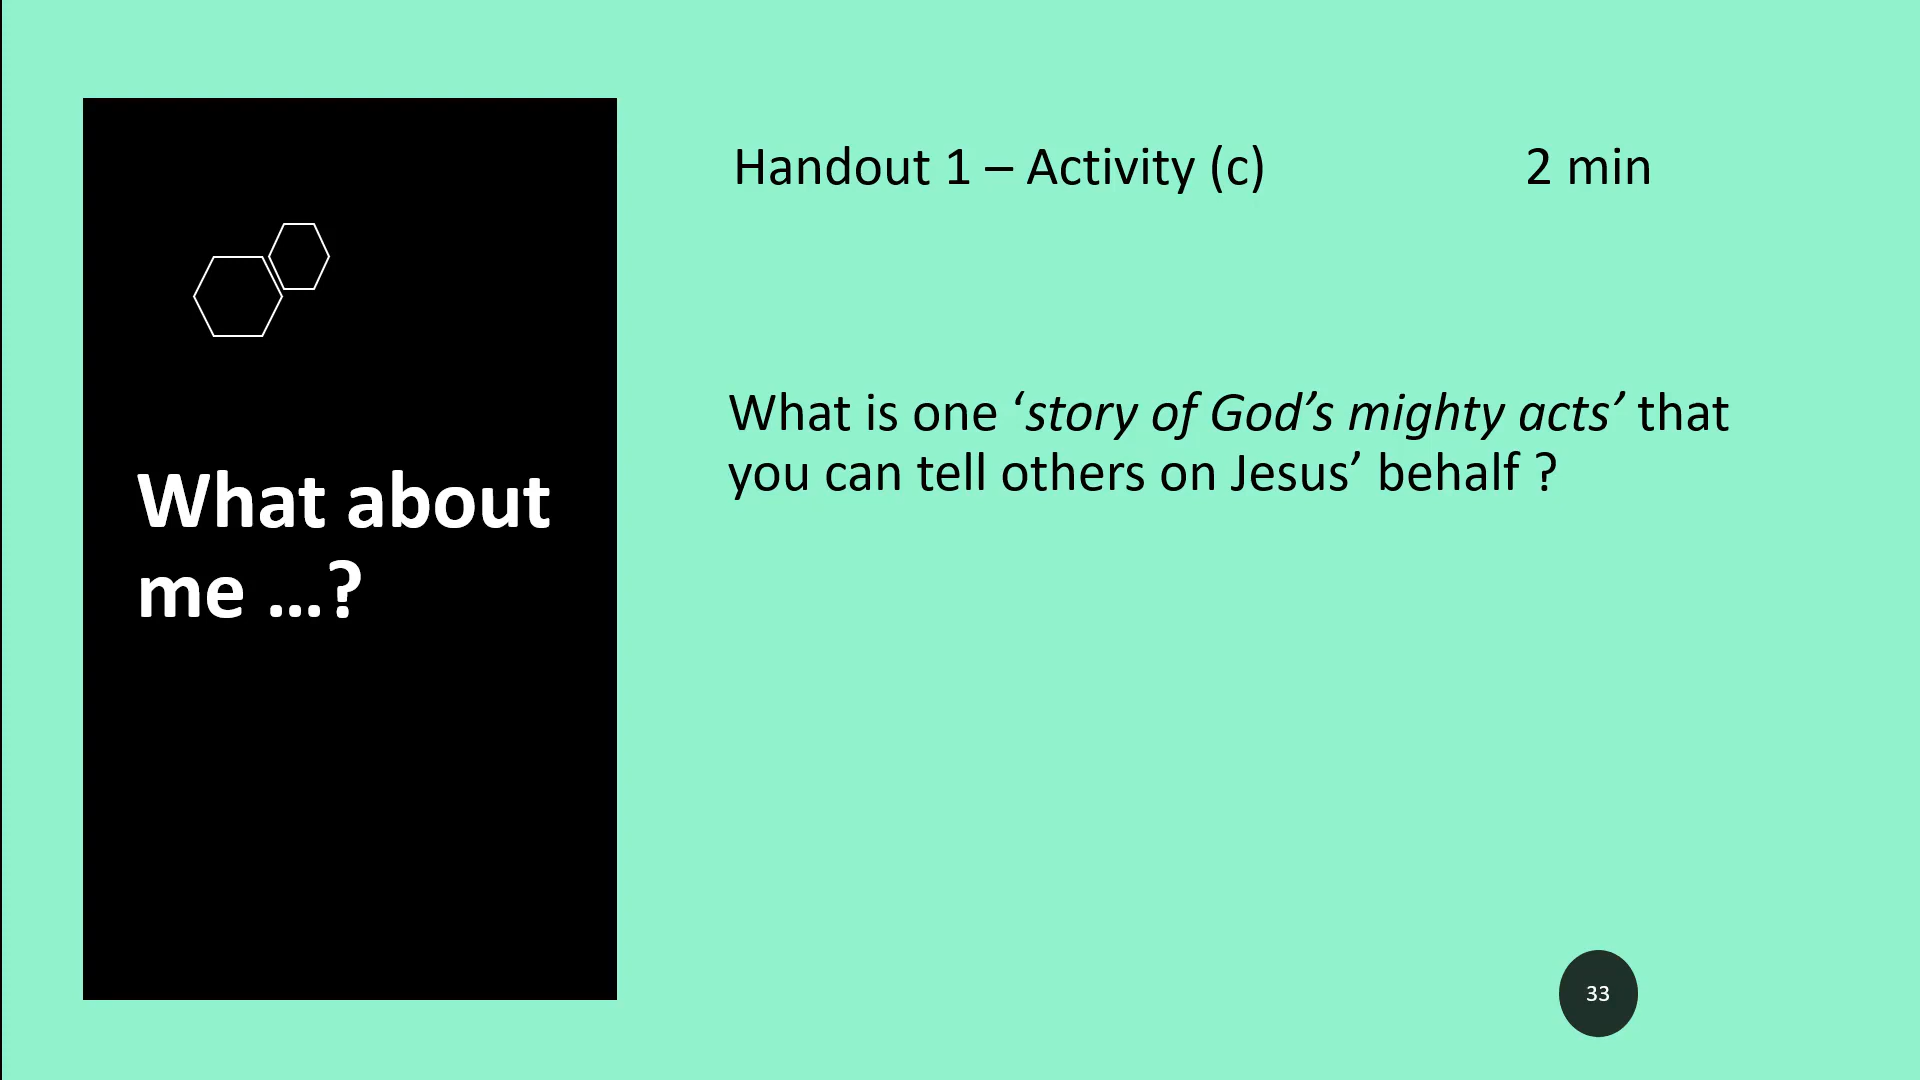 What about
me ...?
Handout 1 – Activity (c) 2 min
What is one ‘story of God’s mighty acts’ that
you can tell others on Jesus’ behalf ?
33